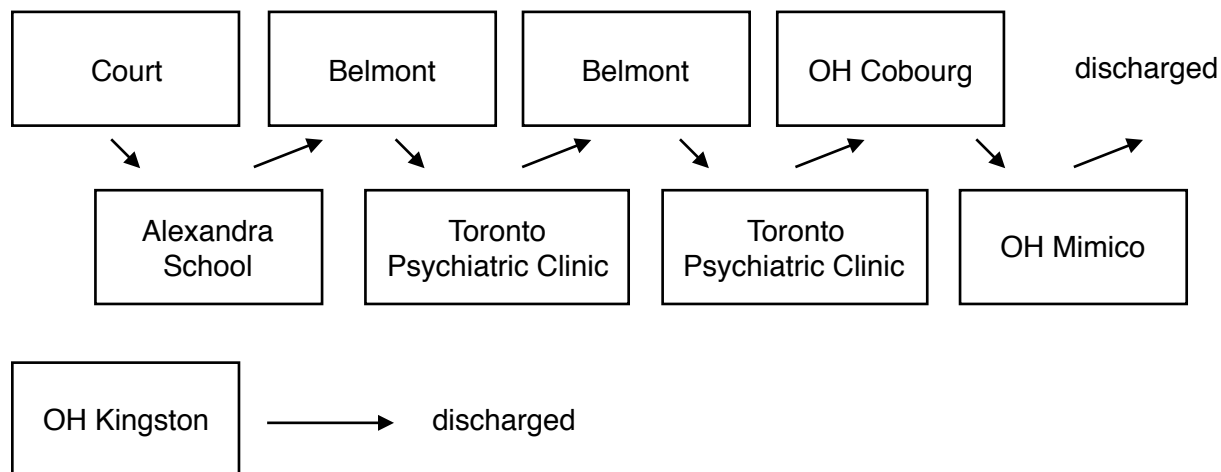 Court
Belmont
Belmont
OH Cobourg
discharged
Alexandra
School
Toronto
Psychiatric Clinic
Toronto
Psychiatric Clinic
OH Mimico
OH Kingston
discharged